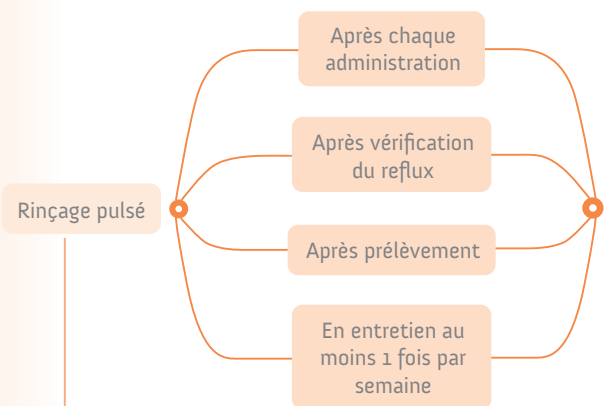 Rinçage pulsé
Après chaque
administration
Après vérification
du reflux
Après prélèvement
En entretien au
moins 1 fois par
semaine